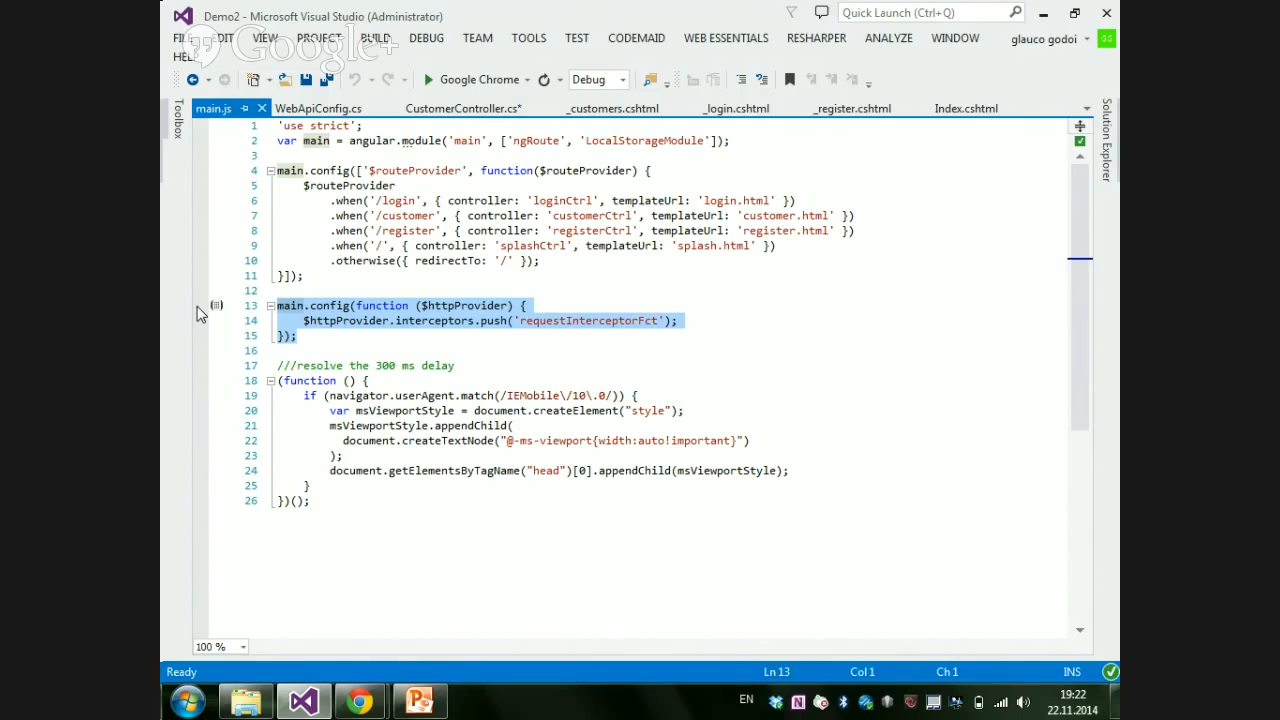 Demo2 - Microsoft Visual Studio (Administrator)
Quick Launch (Ctrl+Q)
PROJECT BUILD VIEW DEBUG TEAM TOOLS TEST CODEMAID WEB ESSENTIALS RESHARPER ANALYZE WINDOW glauco godoi GG
Google+
Google Chrome Debug
main.js WebApiConfig.cs CustomerController.cs* _customers.cshtml _login.cshtml _register.cshtml Index.cshtml
Toolbox
Solution Explorer
1 'use strict';
2 var main = angular.module('main', ['ngRoute', 'LocalStorageModule']);
3
4 main.config(['$routeProvider', function($routeProvider) {
5 $routeProvider
6 .when('/login', { controller: 'loginCtrl', templateUrl: 'login.html' })
7 .when('/customer', { controller: 'customerCtrl', templateUrl: 'customer.html' })
8 .when('/register', { controller: 'registerCtrl', templateUrl: 'register.html' })
9 .when('/', { controller: 'splashCtrl', templateUrl: 'splash.html' })
10 .otherwise({ redirectTo: '/' });
11 }]);
12
13 main.config(function ($httpProvider) {
14 $httpProvider.interceptors.push('requestInterceptorFct');
15 });
16
17 ///resolve the 300 ms delay
18 (function () {
19 if (navigator.userAgent.match(/IEMobile\/10\.0/)) {
20 var msViewportStyle = document.createElement("style");
21 msViewportStyle.appendChild(
22 document.createTextNode("@-ms-viewport{width:auto!important}")
23 );
24 document.getElementsByTagName("head")[0].appendChild(msViewportStyle);
25 }
26 })();
100 %
Ready Ln 13 Col 1 Ch 1 INS
EN
19:22
22.11.2014